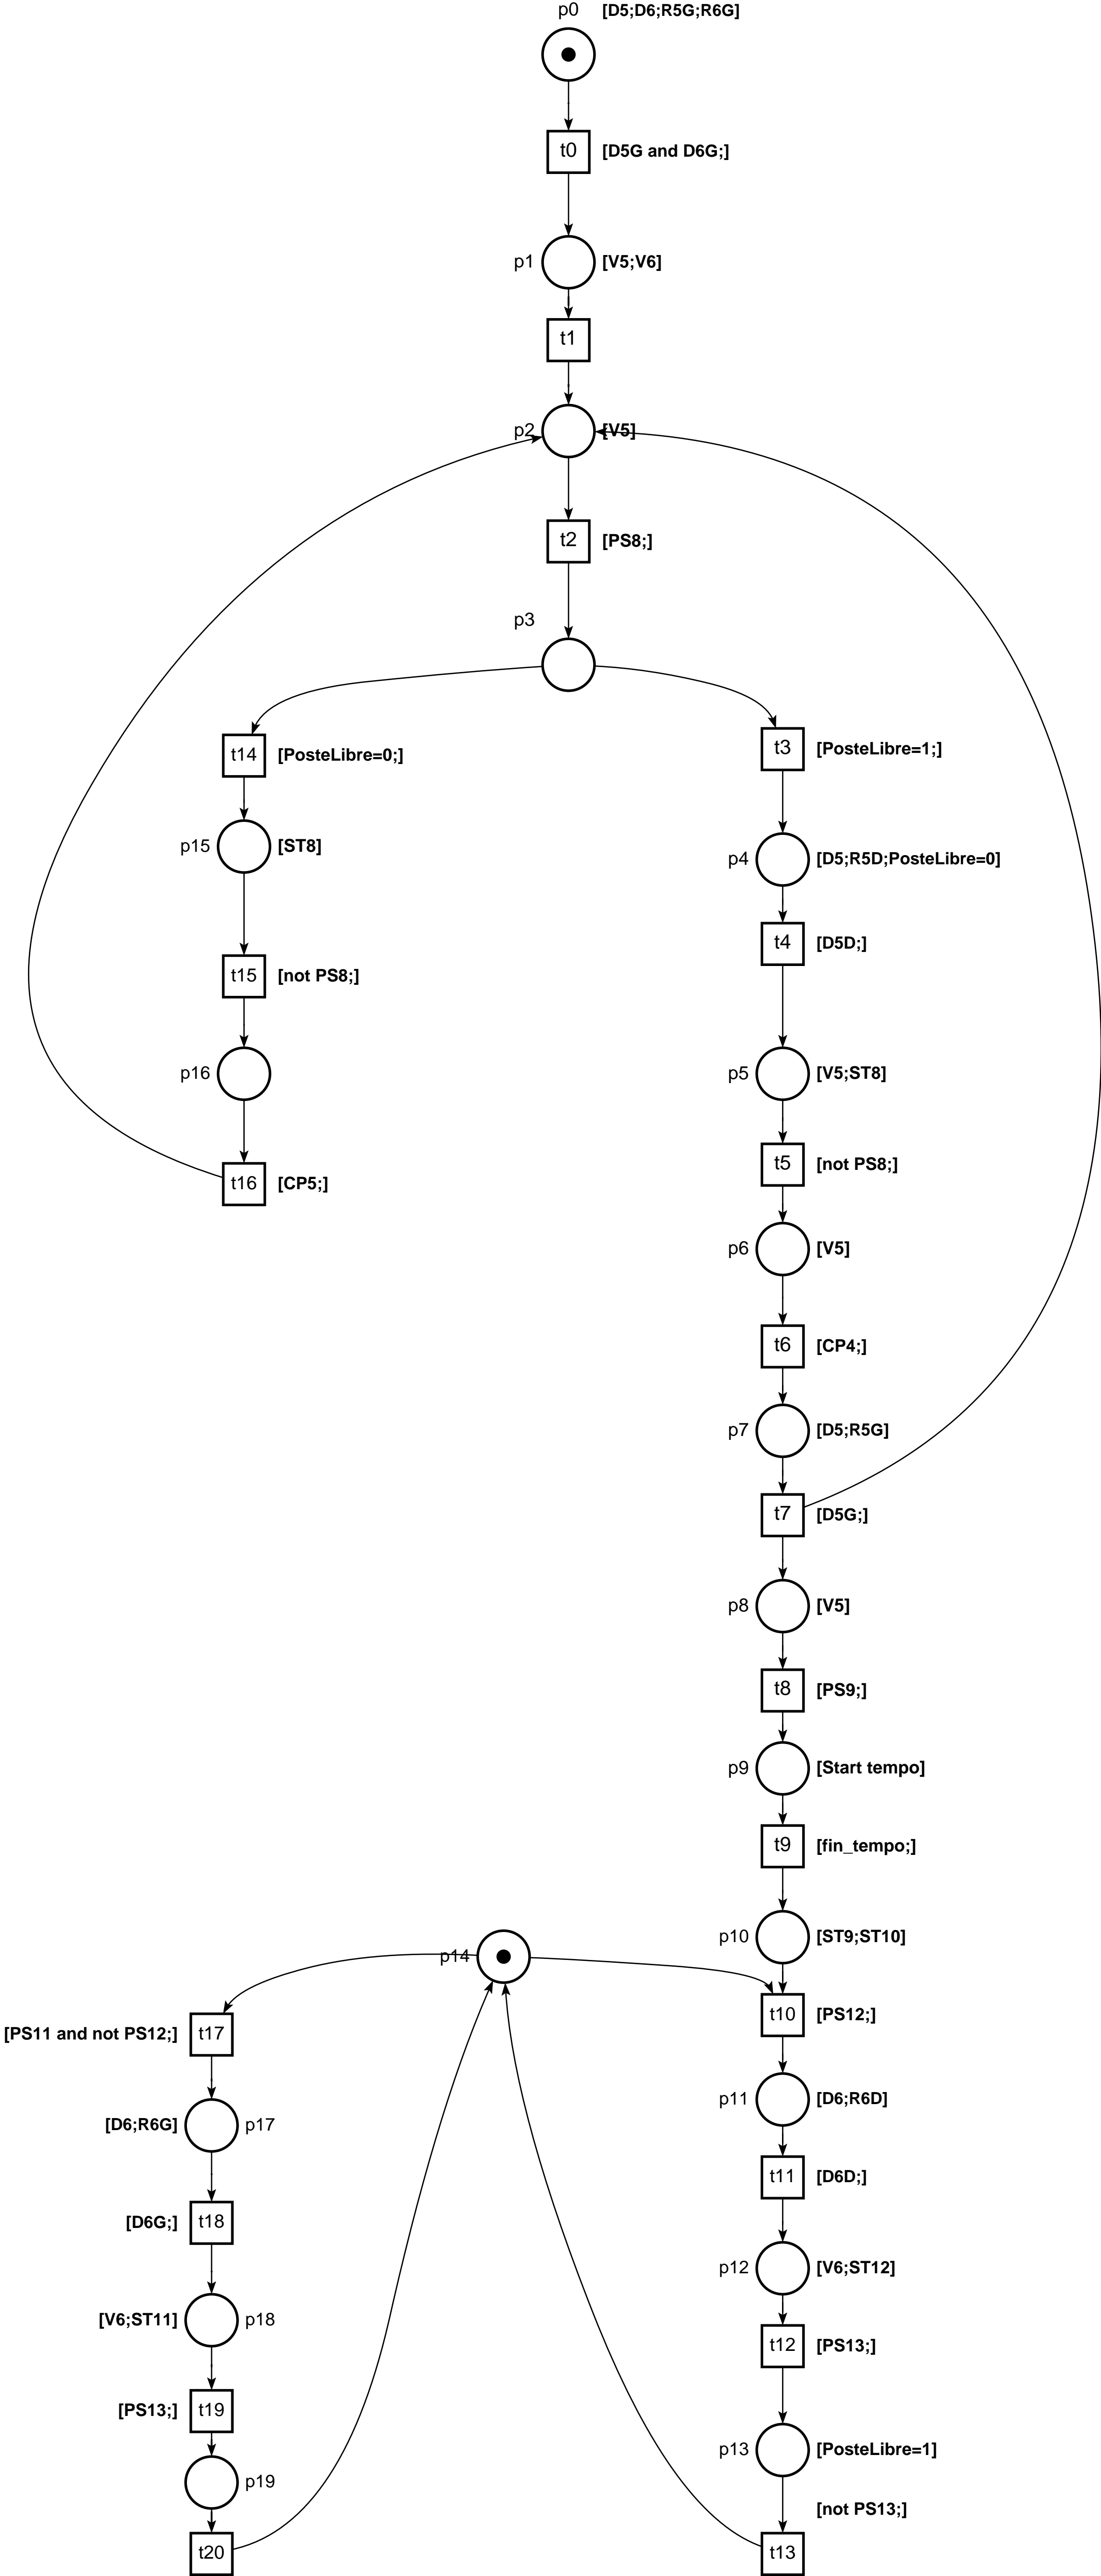 p0 [D5;D6;R5G;R6G]
t0 [D5G and D6G;]
p1 [V5;V6]
t1
p2 [V5]
t2 [PS8;]
p3
t14 [PosteLibre=0;]
t3 [PosteLibre=1;]
p15 [ST8]
p4 [D5;R5D;PosteLibre=0]
t4 [D5D;]
t15 [not PS8;]
p16
p5 [V5;ST8]
t5 [not PS8;]
t16 [CP5;]
p6 [V5]
t6 [CP4;]
p7 [D5;R5G]
t7 [D5G;]
p8 [V5]
t8 [PS9;]
p9 [Start tempo]
t9 [fin_tempo;]
p10 [ST9;ST10]
p14
t10 [PS12;]
[PS11 and not PS12;] t17
p11 [D6;R6D]
[D6;R6G] p17
t11 [D6D;]
[D6G;] t18
p12 [V6;ST12]
[V6;ST11] p18
t12 [PS13;]
[PS13;] t19
p13 [PosteLibre=1]
p19
[not PS13;]
t20
t13